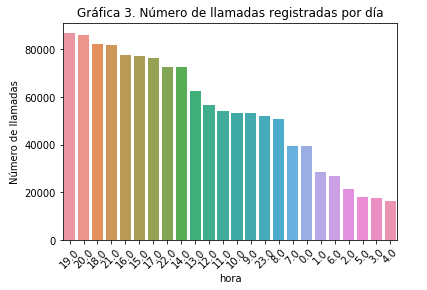 Gráfica 3. Número de llamadas registradas por día
Número de llamadas
80000
60000
40000
20000
0
19.0 20.0 18.0 21.0 16.0 15.0 17.0 22.0 14.0 13.0 12.0 11.0 10.0 9.0 23.0 8.0 7.0 0.0 1.0 6.0 2.0 5.0 3.0 4.0
hora